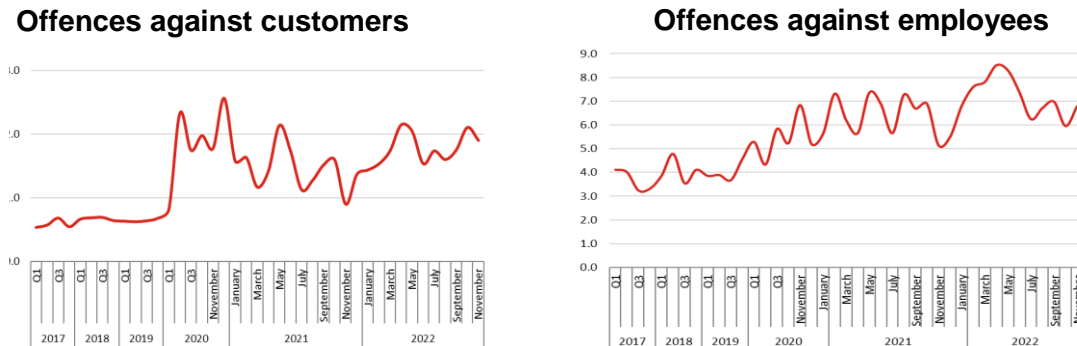 Offences against customers
.0
.0
.0
.0
Q1 Q3 Q1 Q3 Q1 Q3 Q1 Q3 November January March May July September November January March May July September November
2017 2018 2019 2020 2021 2022
Offences against employees
9.0
8.0
7.0
6.0
5.0
4.0
3.0
2.0
1.0
0.0
Q1 Q3 Q1 Q3 Q1 Q3 Q1 Q3 November January March May July September November January March May July September
2017 2018 2019 2020 2021 2022